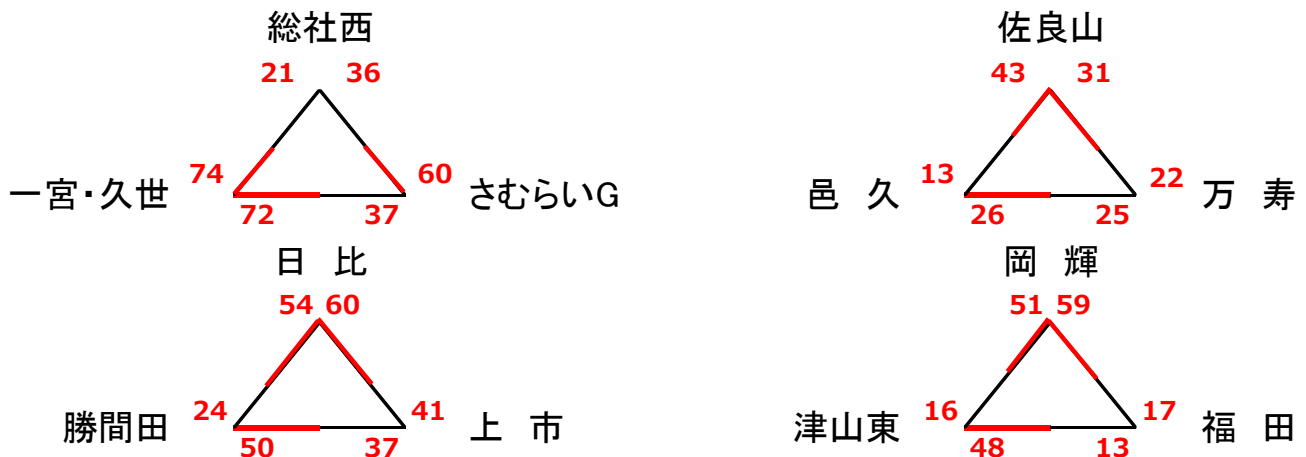 総社西 佐良山
21 36 43 31
一宮・久世 74 60 さむらいG 邑 久 13 22 万 寿
72 37 26 25
日 比 岡 輝
54 60 51 59
勝間田 24 41 上 市 津山東 16 17 福 田
50 37 48 13